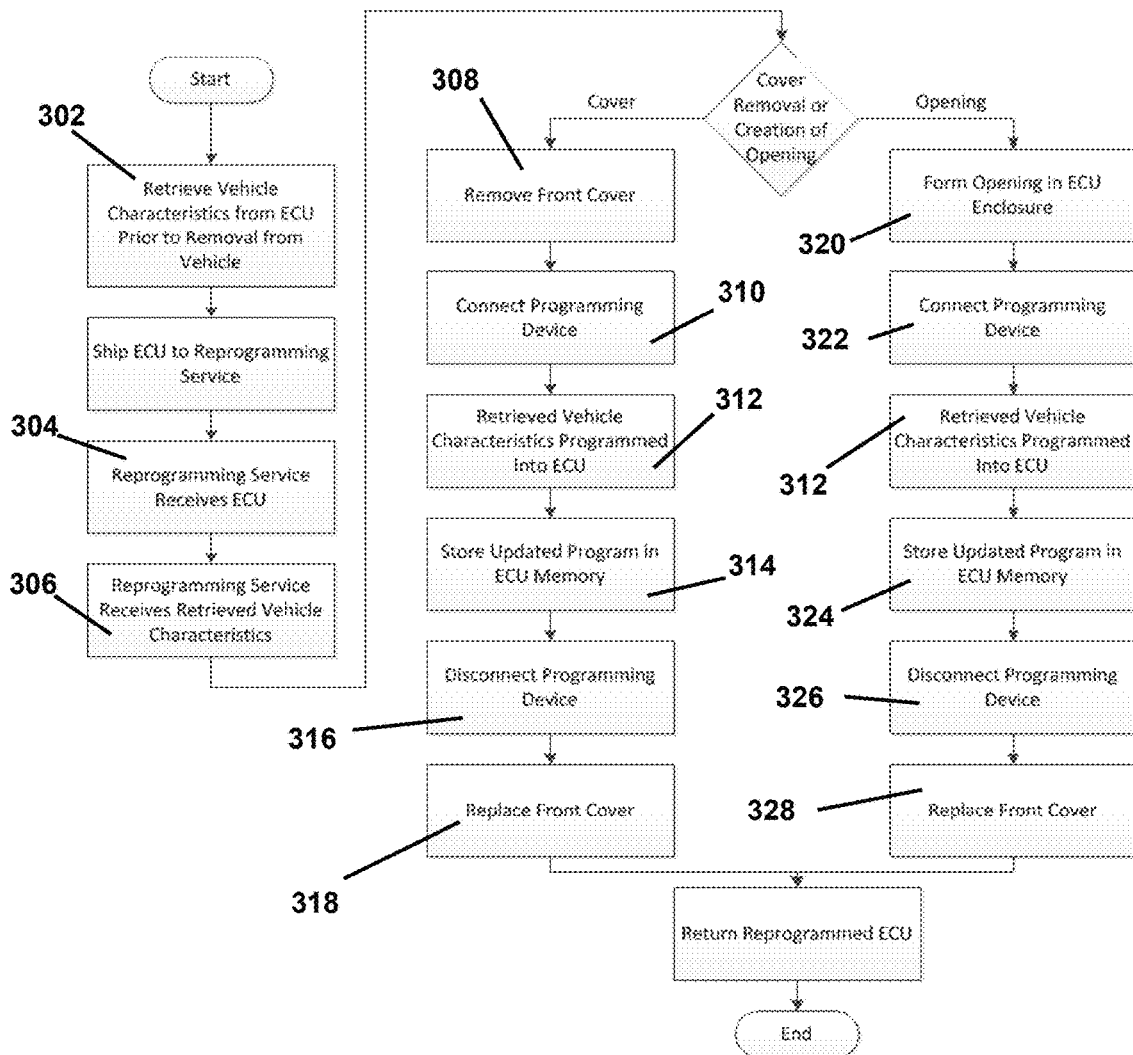 Start
302
Retrieve Vehicle
Characteristics from ECU
Prior to Removal from
Vehicle
Ship ECU to Reprogramming
Service
304
Reprogramming Service
Receives ECU
306
Reprogramming Service
Receives Retrieved Vehicle
Characteristics
Cover
Removal or
Creation of
Opening
Cover
308
Remove Front Cover
Connect Programming
Device
310
Retrieved Vehicle
Characteristics Programmed
Into ECU
312
Store Updated Program in
ECU Memory
314
Disconnect Programming
Device
316
Replace Front Cover
318
Opening
Form Opening in ECU
Enclosure
320
Connect Programming
Device
322
Retrieved Vehicle
Characteristics Programmed
Into ECU
312
Store Updated Program in
ECU Memory
324
Disconnect Programming
Device
326
Replace Front Cover
328
Return Reprogrammed ECU
End